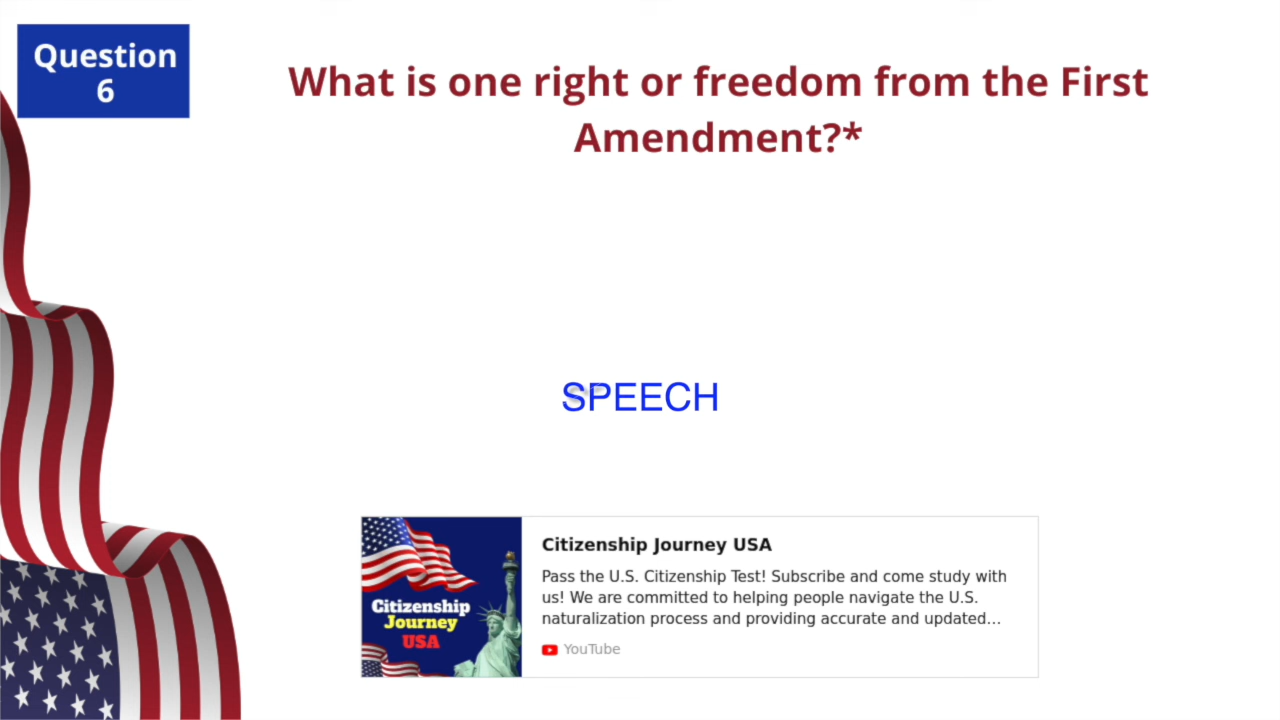 Question
6
What is one right or freedom from the First
Amendment?*
SPEECH
Citizenship Journey USA
Pass the U.S. Citizenship Test! Subscribe and come study with
us! We are committed to helping people navigate the U.S.
naturalization process and providing accurate and updated...
YouTube
Citizenship
Journey
USA